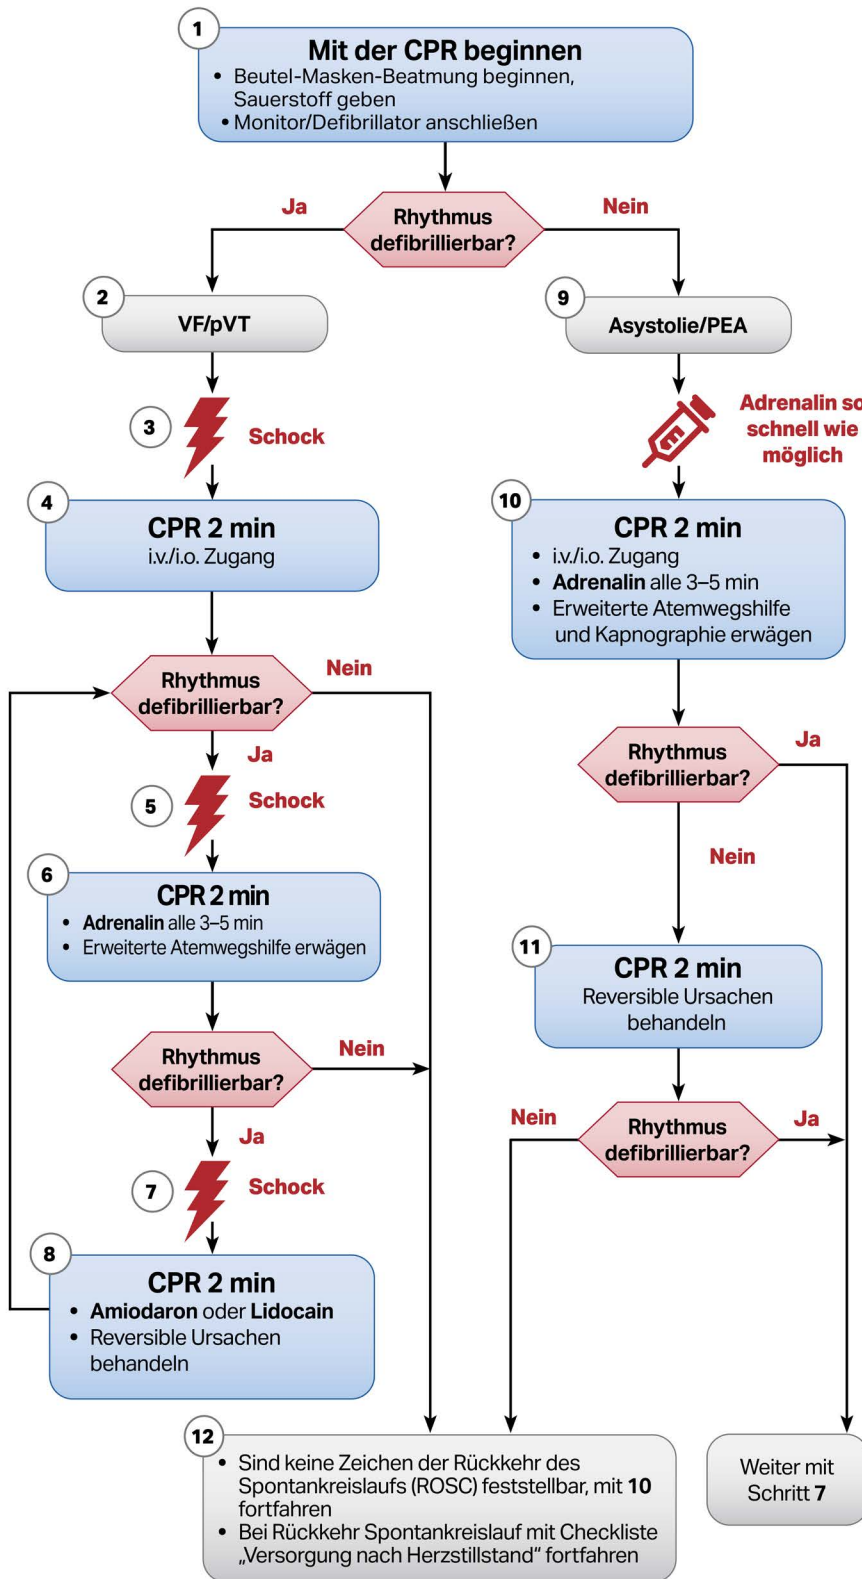 1
Mit der CPR beginnen
• Beutel-Masken-Beatmung beginnen,
Sauerstoff geben
• Monitor/Defibrillator anschließen
Rhythmus
defibrillierbar?
Ja
Nein
2
VF/pVT
3
Schock
4
CPR 2 min
i.v./i.o. Zugang
Rhythmus
defibrillierbar?
Nein
Ja
5
Schock
6
CPR 2 min
• Adrenalin alle 3–5 min
• Erweiterte Atemwegshilfe erwägen
Rhythmus
defibrillierbar?
Nein
Ja
7
Schock
8
CPR 2 min
• Amiodaron oder Lidocain
• Reversible Ursachen
behandeln
9
Asystolie/PEA
Adrenalin so
schnell wie
möglich
10
CPR 2 min
• i.v./i.o. Zugang
• Adrenalin alle 3–5 min
• Erweiterte Atemwegshilfe
und Kapnographie erwägen
Rhythmus
defibrillierbar?
Ja
Nein
11
CPR 2 min
Reversible Ursachen
behandeln
Rhythmus
defibrillierbar?
Nein
Ja
12
• Sind keine Zeichen der Rückkehr des
Spontankreislaufs (ROSC) feststellbar, mit 10
fortfahren
• Bei Rückkehr Spontankreislauf mit Checkliste
„Versorgung nach Herzstillstand“ fortfahren
Weiter mit
Schritt 7